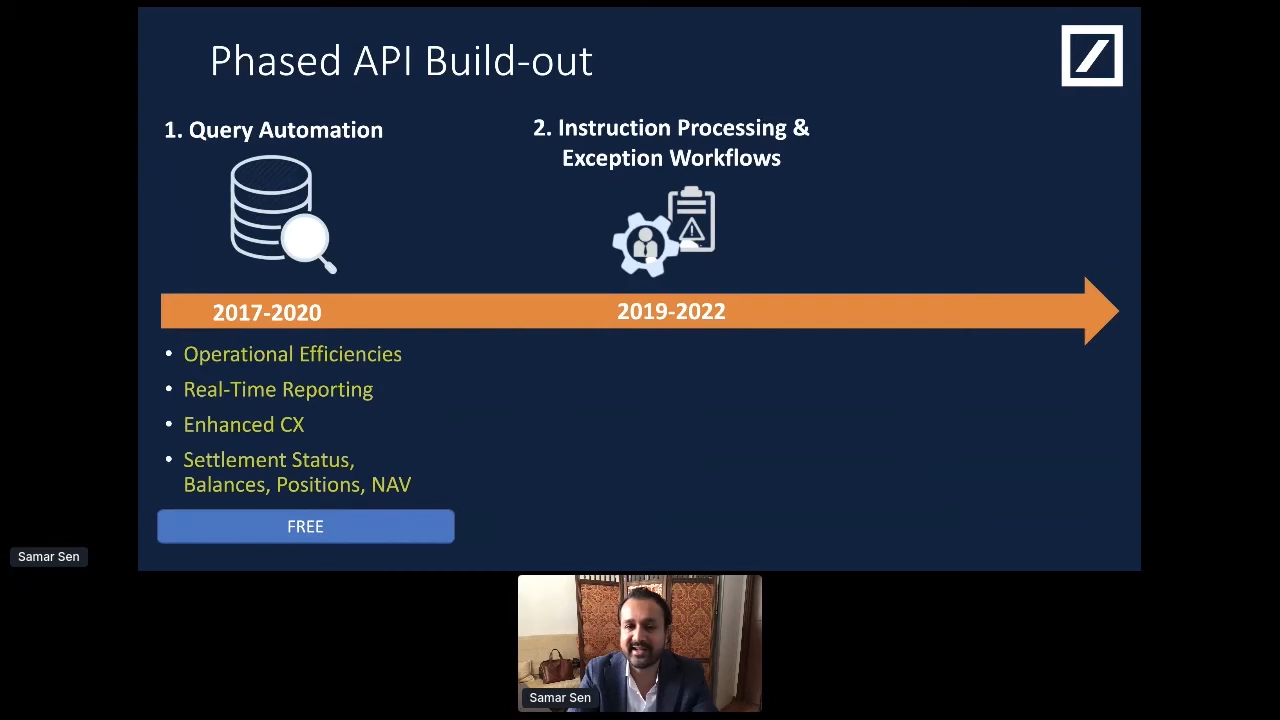 Phased API Build-out
1. Query Automation
2. Instruction Processing &
Exception Workflows
2017-2020
2019-2022
• Operational Efficiencies
• Real-Time Reporting
• Enhanced CX
• Settlement Status,
Balances, Positions, NAV
FREE
Samar Sen
Samar Sen